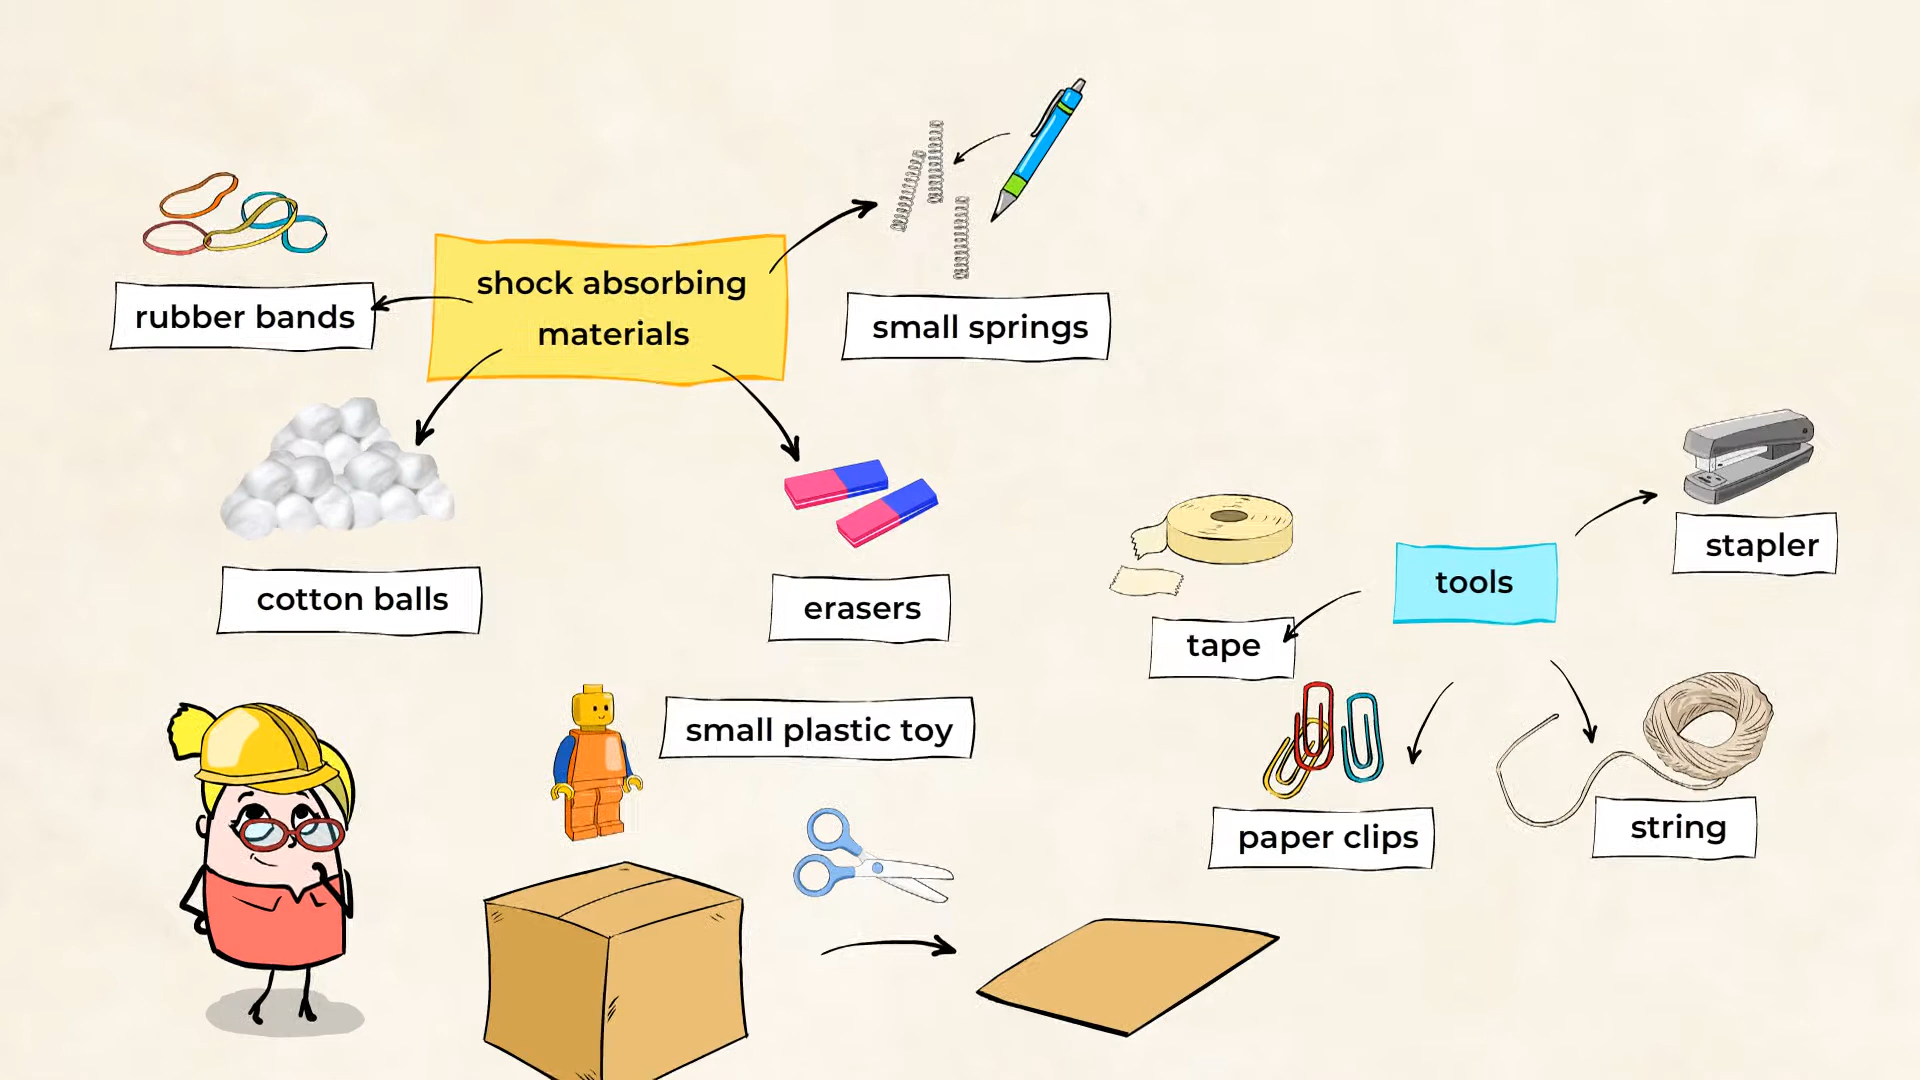 shock absorbing
materials
rubber bands
small springs
cotton balls
erasers
small plastic toy
tools
stapler
tape
paper clips
string